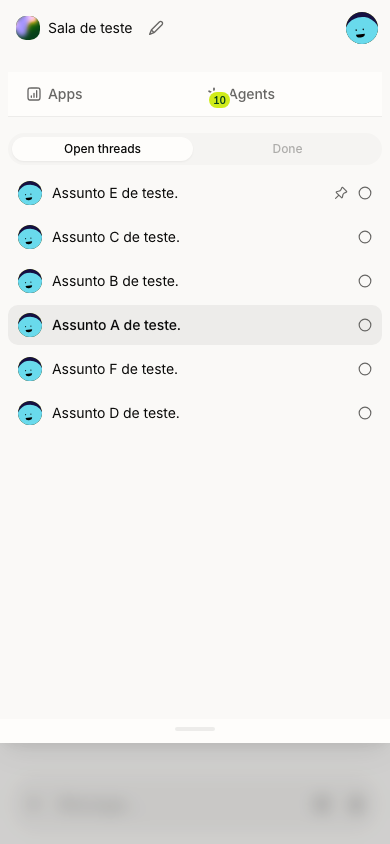 Sala de teste
Apps
10 Agents
Open threads
Done
Assunto E de teste.
Assunto C de teste.
Assunto B de teste.
Assunto A de teste.
Assunto F de teste.
Assunto D de teste.